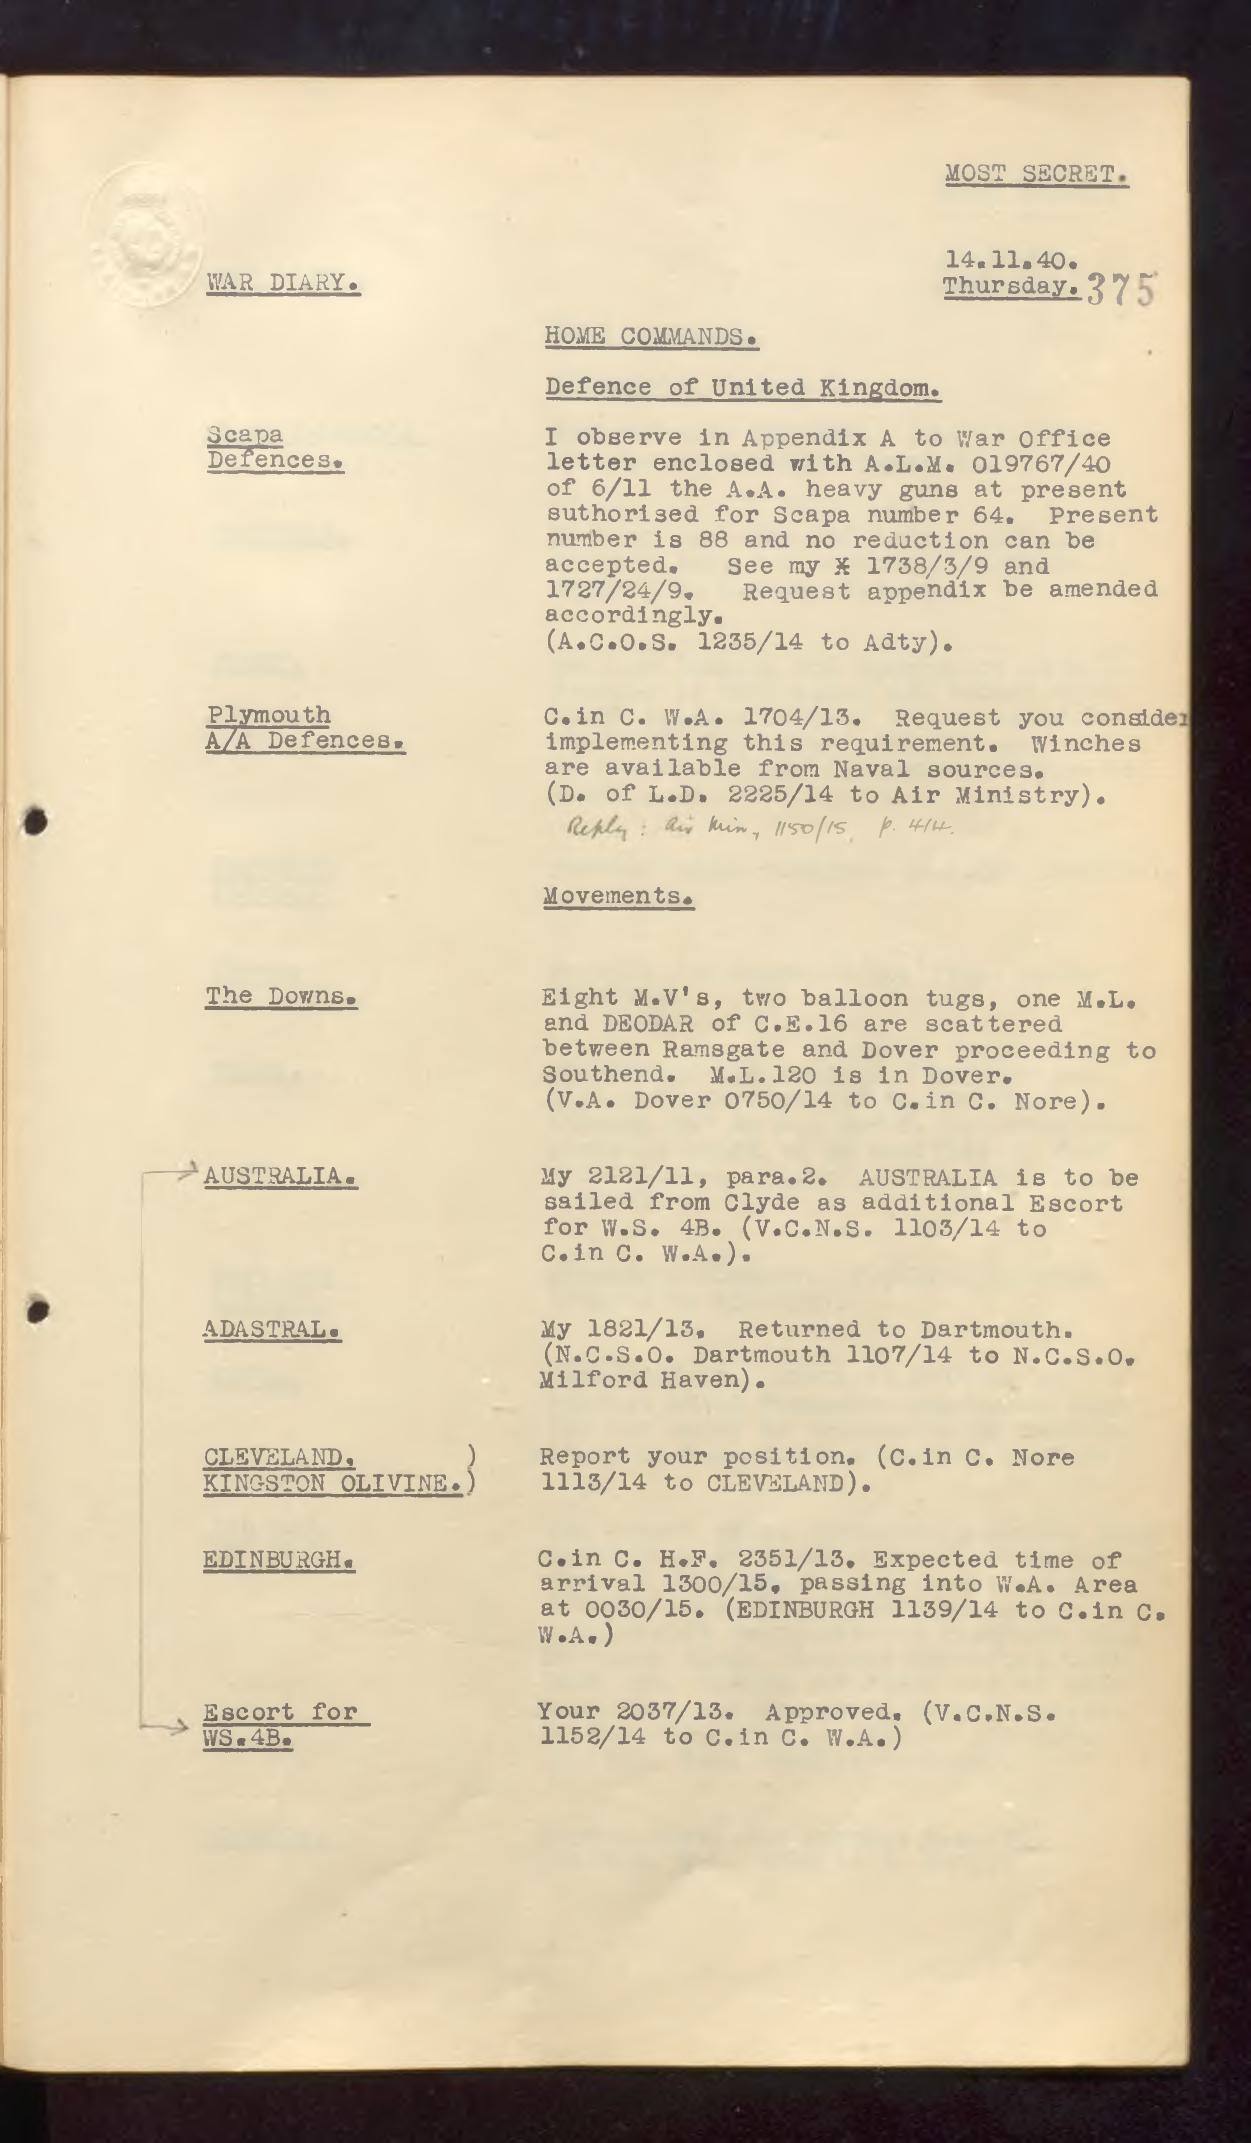 MOST SECRET.
14.11.40.
WAR DIARY.
Thursday. 375
HOME COMMANDS.
Defence of United Kingdom.
Scapa
Defences.
I observe in Appendix A to War Office
letter enclosed with A.L.M. 019767/40
of 6/11 the A.A. heavy guns at present
suthorised for Scapa number 64. Present
number is 88 and no reduction can be
accepted. See my X 1738/3/9 and
1727/24/9. Request appendix be amended
accordingly.
(A.C.O.S. 1235/14 to Adty).
Plymouth
A/A Defences.
C.in C. W.A. 1704/13. Request you consider
implementing this requirement. Winches
are available from Naval sources.
(D. of L.D. 2225/14 to Air Ministry).
Reply: Air Min, 1150/15, p. 414.
Movements.
The Downs.
Eight M.V's, two balloon tugs, one M.L.
and DEODAR of C.E.16 are scattered
between Ramsgate and Dover proceeding to
Southend. M.L.120 is in Dover.
(V.A. Dover 0750/14 to C.in C. Nore).
AUSTRALIA.
My 2121/11, para.2. AUSTRALIA is to be
sailed from Clyde as additional Escort
for W.S. 4B. (V.C.N.S. 1103/14 to
C.in C. W.A.).
ADASTRAL.
My 1821/13. Returned to Dartmouth.
(N.C.S.O. Dartmouth 1107/14 to N.C.S.O.
Milford Haven).
CLEVELAND. )
KINGSTON OLIVINE.)
Report your position. (C.in C. Nore
1113/14 to CLEVELAND).
EDINBURGH.
C.in C. H.F. 2351/13. Expected time of
arrival 1300/15, passing into W.A. Area
at 0030/15. (EDINBURGH 1139/14 to C.in C.
W.A.)
Escort for
WS.4B.
Your 2037/13. Approved. (V.C.N.S.
1152/14 to C.in C. W.A.)